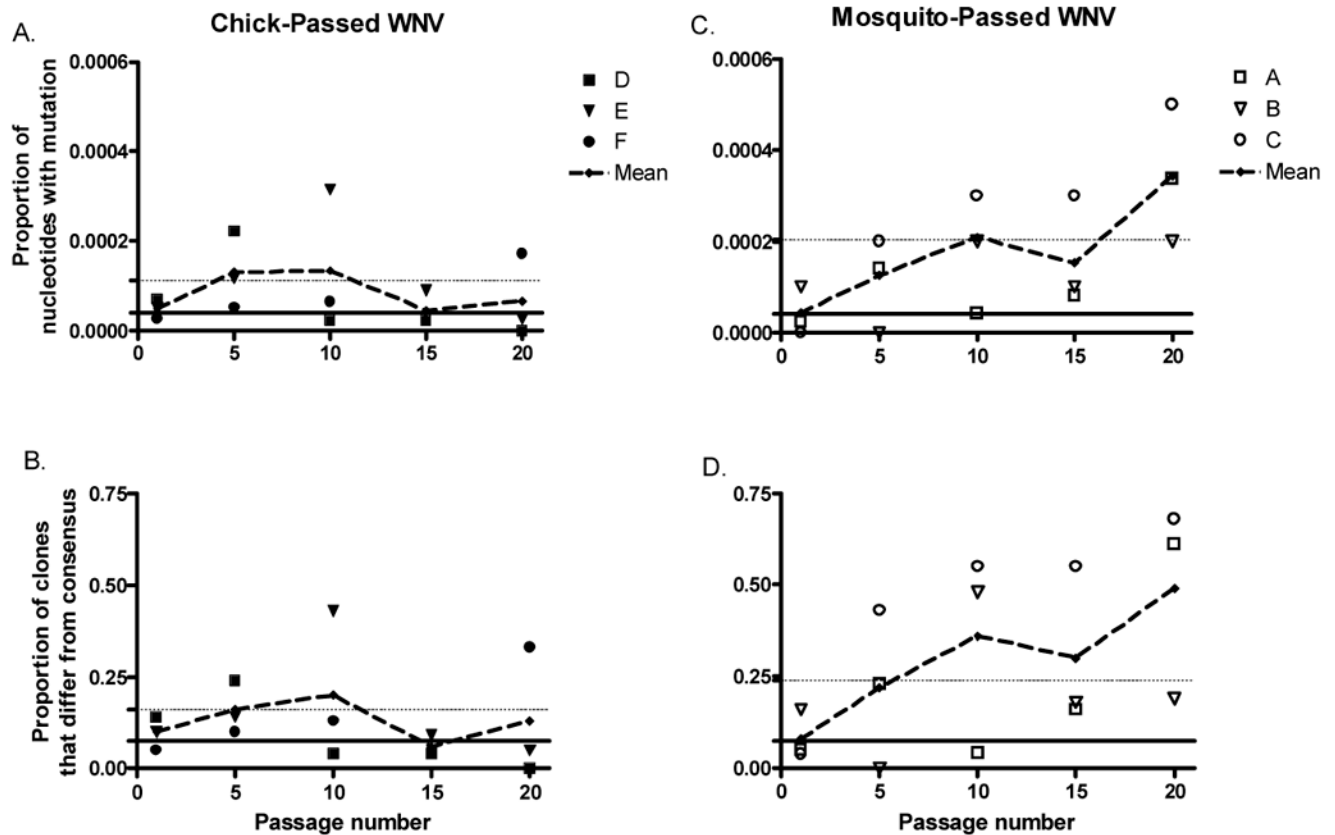 A.
Chick-Passed WNV
Proportion of
nucleotides with mutation
0.0006
0.0004
0.0002
0.0000
0
5
10
15
20
D
E
F
Mean
C.
Mosquito-Passed WNV
0.0006
0.0004
0.0002
0.0000
0
5
10
15
20
A
B
C
Mean
B.
Proportion of clones
that differ from consensus
0.75
0.50
0.25
0.00
0
5
10
15
20
Passage number
D.
0.75
0.50
0.25
0.00
0
5
10
15
20
Passage number